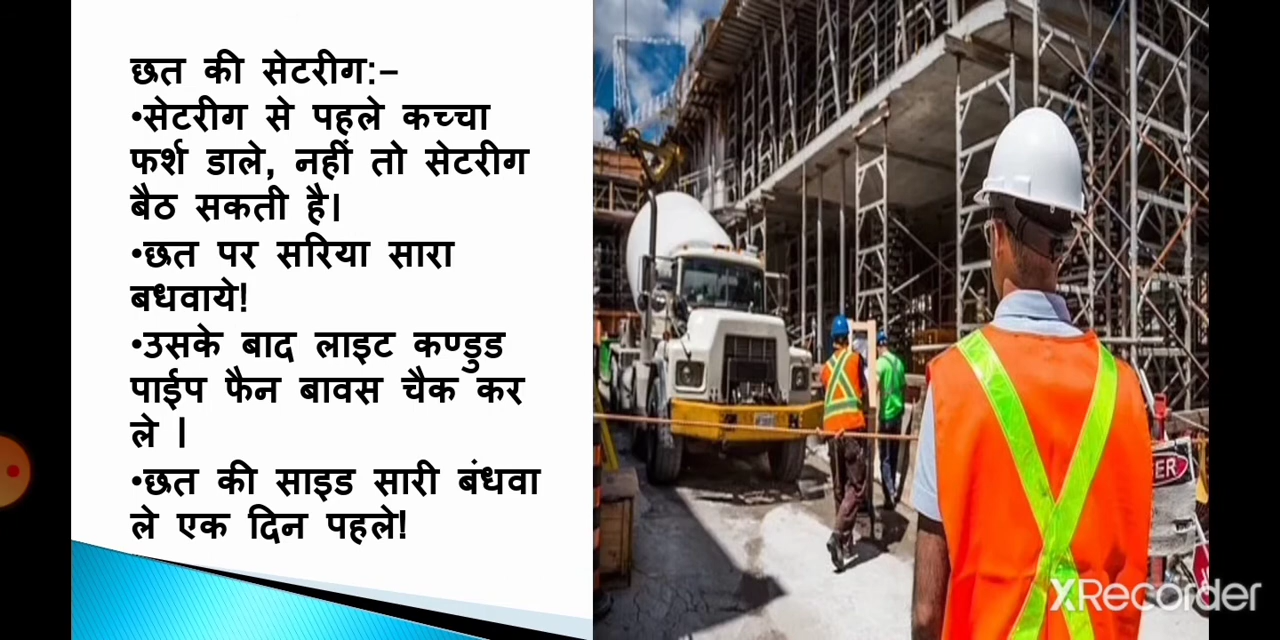 छत की सेटरीग:–
•सेटरीग से पहले कच्चा
फर्श डाले, नहीं तो सेटरीग
बैठ सकती है।
•छत पर सरिया सारा
बधवाये!
•उसके बाद लाइट कण्डुड
पाईप फैन बावस चैक कर
ले |
•छत की साइड सारी बंधवा
ले एक दिन पहले!
XRecorder